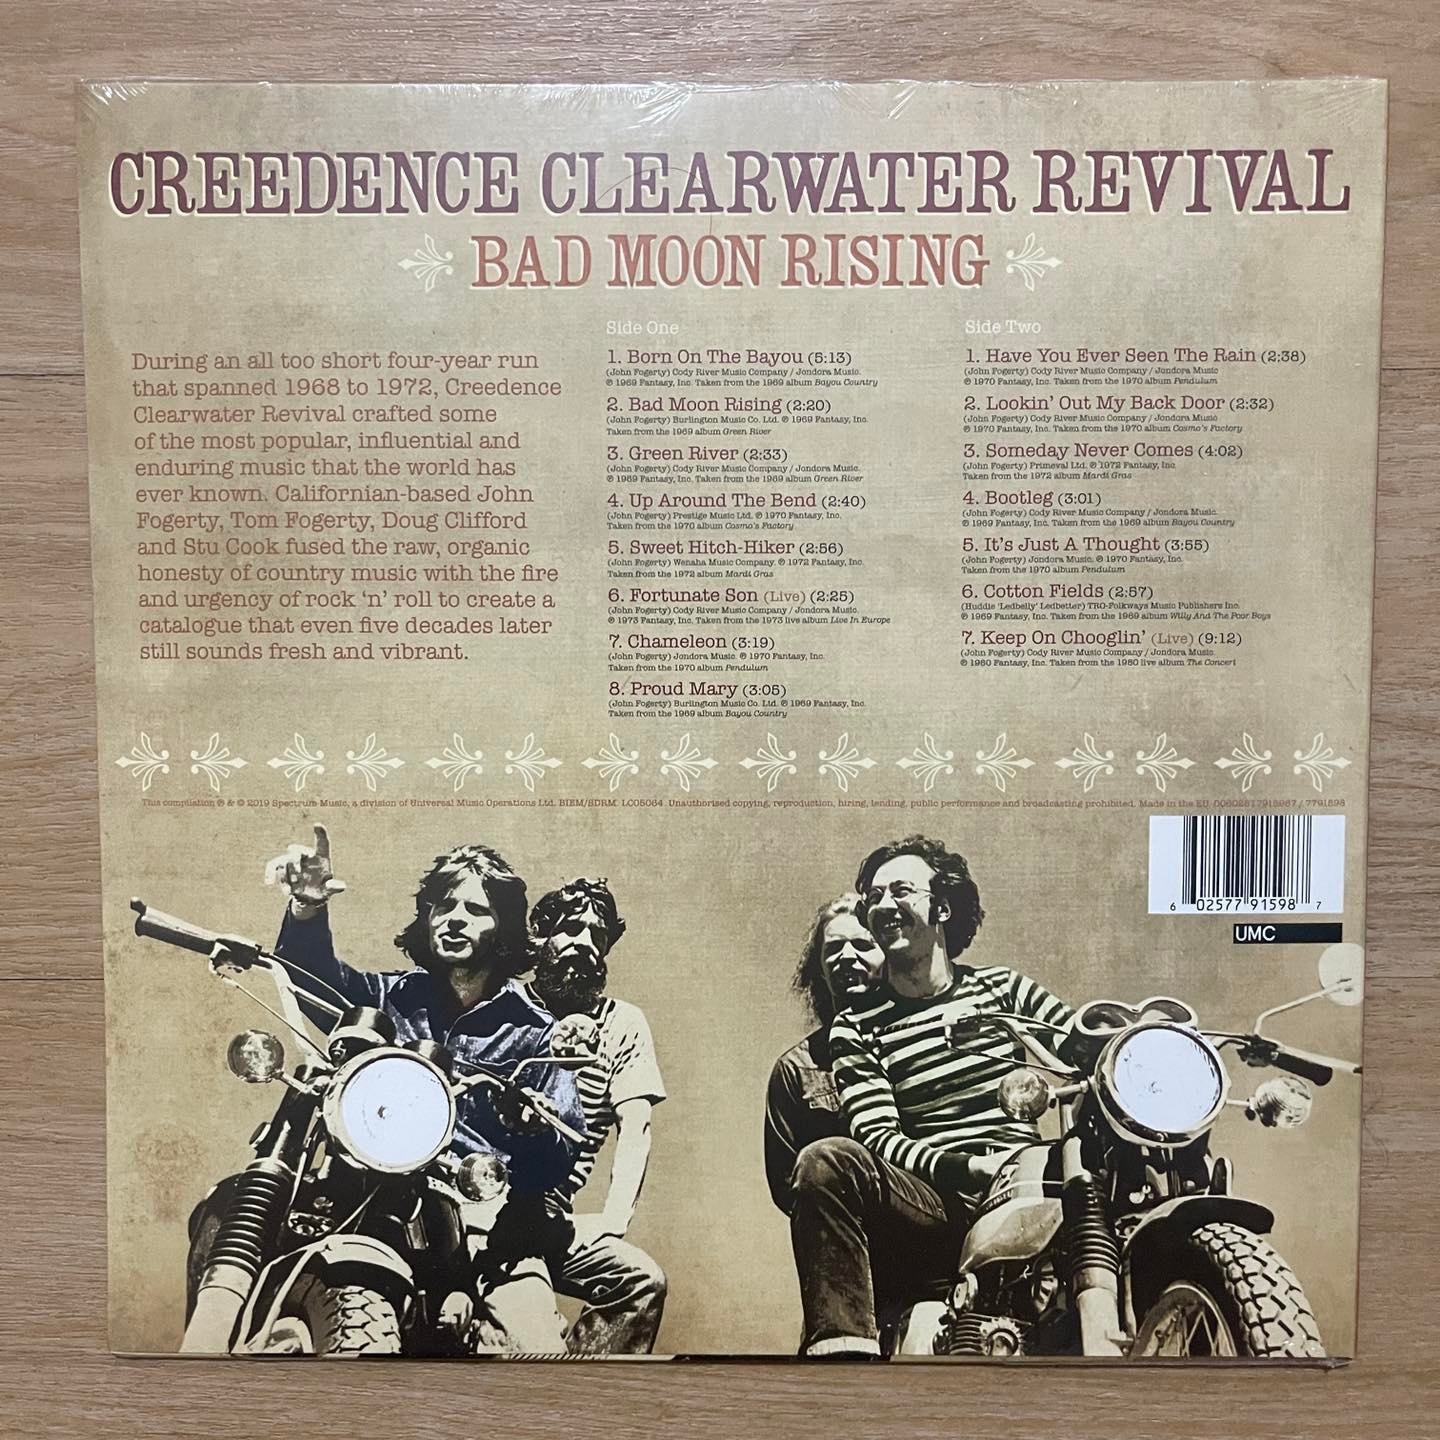 CREEDENCE CLEARWATER REVIVAL
BAD MOON RISING
During an all too short four-year run
that spanned 1968 to 1972, Creedence
Clearwater Revival crafted some
of the most popular, influential and
enduring music that the world has
ever known. Californian-based John
Fogerty, Tom Fogerty, Doug Clifford
and Stu Cook fused the raw, organic
honesty of country music with the fire
and urgency of rock ‘n’ roll to create a
catalogue that even five decades later
still sounds fresh and vibrant.
Side One
1. Born On The Bayou (5:13)
(John Fogerty) Cody River Music Company / Jondora Music.
℗ 1969 Fantasy, Inc. Taken from the 1969 album Bayou Country
2. Bad Moon Rising (2:20)
(John Fogerty) Burlington Music Co. Ltd. ℗ 1969 Fantasy, Inc.
Taken from the 1969 album Green River
3. Green River (2:33)
(John Fogerty) Cody River Music Company / Jondora Music.
℗ 1969 Fantasy, Inc. Taken from the 1969 album Green River
4. Up Around The Bend (2:40)
(John Fogerty) Prestige Music Ltd. ℗ 1970 Fantasy, Inc.
Taken from the 1970 album Cosmo's Factory
5. Sweet Hitch-Hiker (2:56)
(John Fogerty) Wenaha Music Company. ℗ 1972 Fantasy, Inc.
Taken from the 1972 album Mardi Gras
6. Fortunate Son (Live) (2:25)
(John Fogerty) Cody River Music Company / Jondora Music.
℗ 1973 Fantasy, Inc. Taken from the 1973 live album Live In Europe
7. Chameleon (3:19)
(John Fogerty) Jondora Music. ℗ 1970 Fantasy, Inc.
Taken from the 1970 album Pendulum
8. Proud Mary (3:05)
(John Fogerty) Burlington Music Co. Ltd. ℗ 1969 Fantasy, Inc.
Taken from the 1969 album Bayou Country
Side Two
1. Have You Ever Seen The Rain (2:38)
(John Fogerty) Cody River Music Company / Jondora Music.
℗ 1970 Fantasy, Inc. Taken from the 1970 album Pendulum
2. Lookin’ Out My Back Door (2:32)
(John Fogerty) Cody River Music Company / Jondora Music
℗ 1970 Fantasy, Inc. Taken from the 1970 album Cosmo's Factory
3. Someday Never Comes (4:02)
(John Fogerty) Primeval Ltd. ℗ 1972 Fantasy, Inc.
Taken from the 1972 album Mardi Gras
4. Bootleg (3:01)
(John Fogerty) Cody River Music Company / Jondora Music.
℗ 1969 Fantasy, Inc. Taken from the 1969 album Bayou Country
5. It’s Just A Thought (3:55)
(John Fogerty) Jondora Music. ℗ 1970 Fantasy, Inc.
Taken from the 1970 album Pendulum
6. Cotton Fields (2:57)
(Huddie 'Ledbelly' Ledbetter) TRO-Folkways Music Publishers Inc.
℗ 1969 Fantasy, Inc. Taken from the 1969 album Willy And The Poor Boys
7. Keep On Chooglin’ (Live) (9:12)
(John Fogerty) Cody River Music Company / Jondora Music.
℗ 1980 Fantasy, Inc. Taken from the 1980 live album The Concert
This compilation ℗ & © 2019 Spectrum Music, a division of Universal Music Operations Ltd. BIEM/SDRM. LC05064. Unauthorised copying, reproduction, hiring, lending, public performance and broadcasting prohibited. Made in the EU. 00602577915987 / 7791598
6 02577 91598 7
UMC